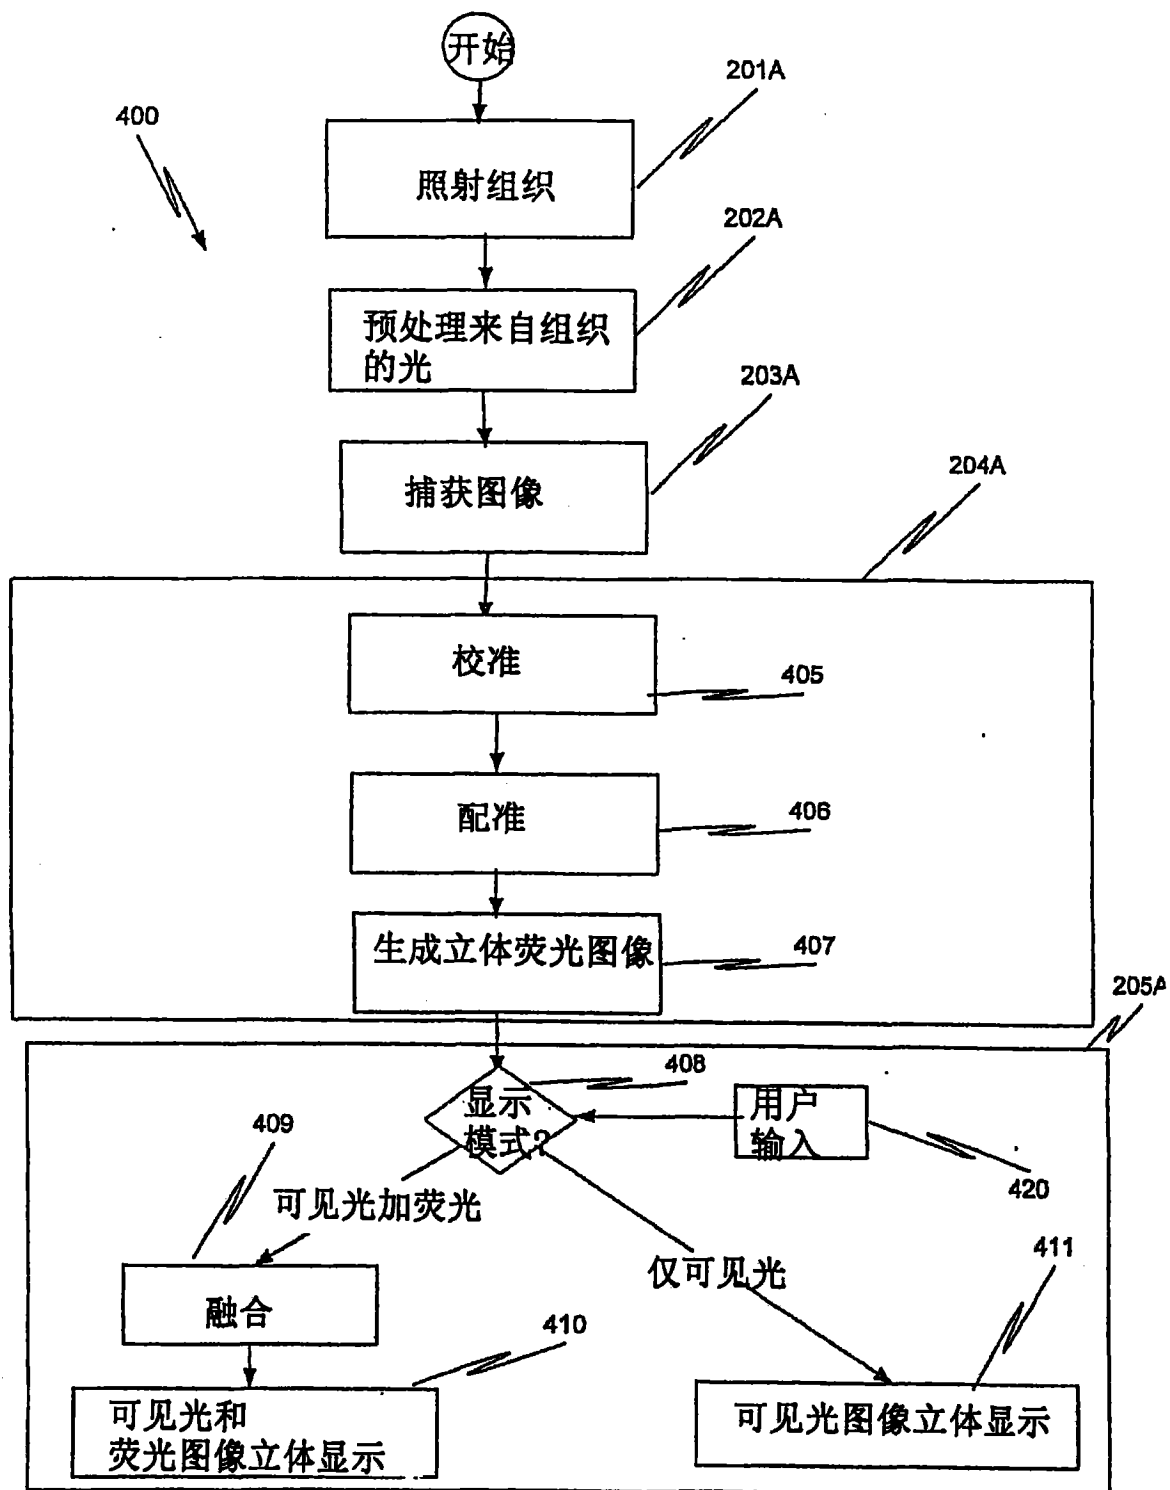 开始
201A
400
照射组织
202A
预处理来自组织
的光
203A
捕获图像
204A
校准
405
配准
406
生成立体荧光图像
407
205A
408
显示
模式?
用户
输入
409
420
可见光加荧光
仅可见光
411
融合
410
可见光和
荧光图像立体显示
可见光图像立体显示